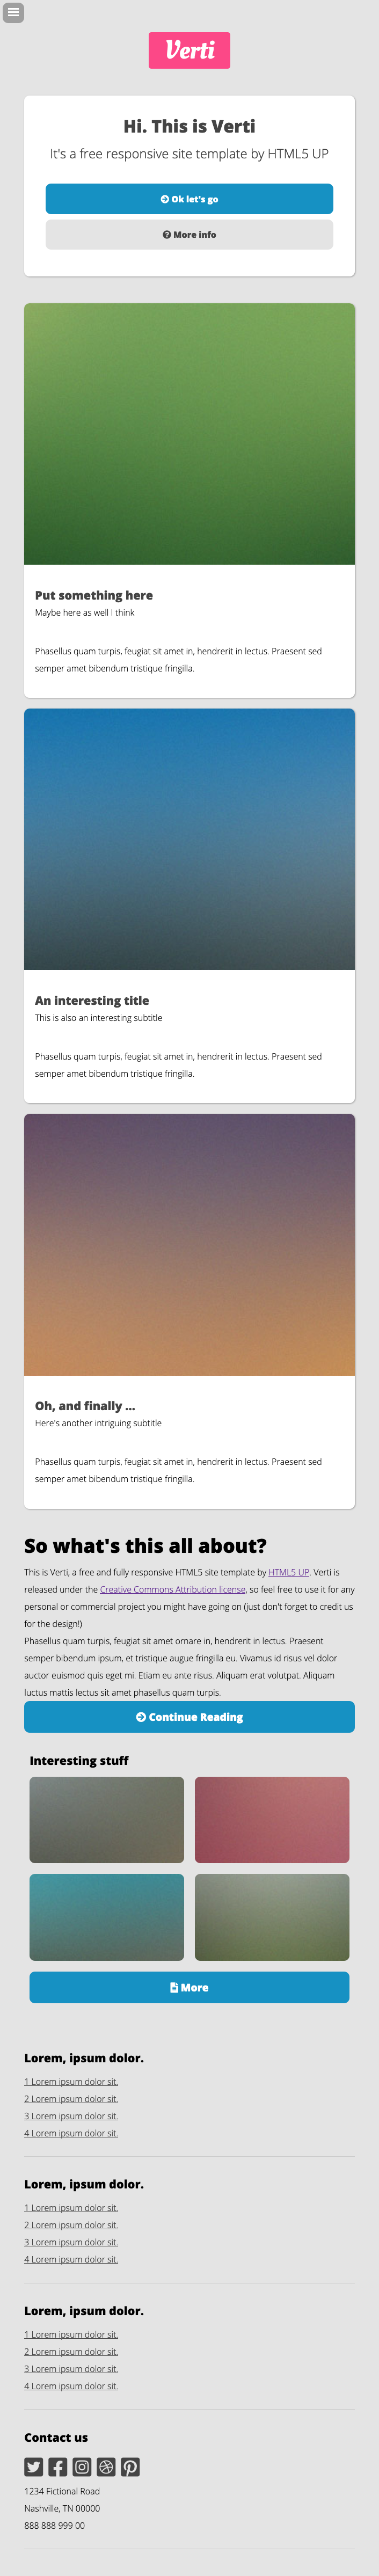 Verti
Hi. This is Verti
It's a free responsive site template by HTML5 UP
Ok let's go
More info
Put something here
Maybe here as well I think
Phasellus quam turpis, feugiat sit amet in, hendrerit in lectus. Praesent sed
semper amet bibendum tristique fringilla.
An interesting title
This is also an interesting subtitle
Phasellus quam turpis, feugiat sit amet in, hendrerit in lectus. Praesent sed
semper amet bibendum tristique fringilla.
Oh, and finally ...
Here's another intriguing subtitle
Phasellus quam turpis, feugiat sit amet in, hendrerit in lectus. Praesent sed
semper amet bibendum tristique fringilla.
So what's this all about?
This is Verti, a free and fully responsive HTML5 site template by HTML5 UP. Verti is
released under the Creative Commons Attribution license, so feel free to use it for any
personal or commercial project you might have going on (just don't forget to credit us
for the design!)
Phasellus quam turpis, feugiat sit amet ornare in, hendrerit in lectus. Praesent
semper bibendum ipsum, et tristique augue fringilla eu. Vivamus id risus vel dolor
auctor euismod quis eget mi. Etiam eu ante risus. Aliquam erat volutpat. Aliquam
luctus mattis lectus sit amet phasellus quam turpis.
Continue Reading
Interesting stuff
More
Lorem, ipsum dolor.
1 Lorem ipsum dolor sit.
2 Lorem ipsum dolor sit.
3 Lorem ipsum dolor sit.
4 Lorem ipsum dolor sit.
Lorem, ipsum dolor.
1 Lorem ipsum dolor sit.
2 Lorem ipsum dolor sit.
3 Lorem ipsum dolor sit.
4 Lorem ipsum dolor sit.
Lorem, ipsum dolor.
1 Lorem ipsum dolor sit.
2 Lorem ipsum dolor sit.
3 Lorem ipsum dolor sit.
4 Lorem ipsum dolor sit.
Contact us
1234 Fictional Road
Nashville, TN 00000
888 888 999 00